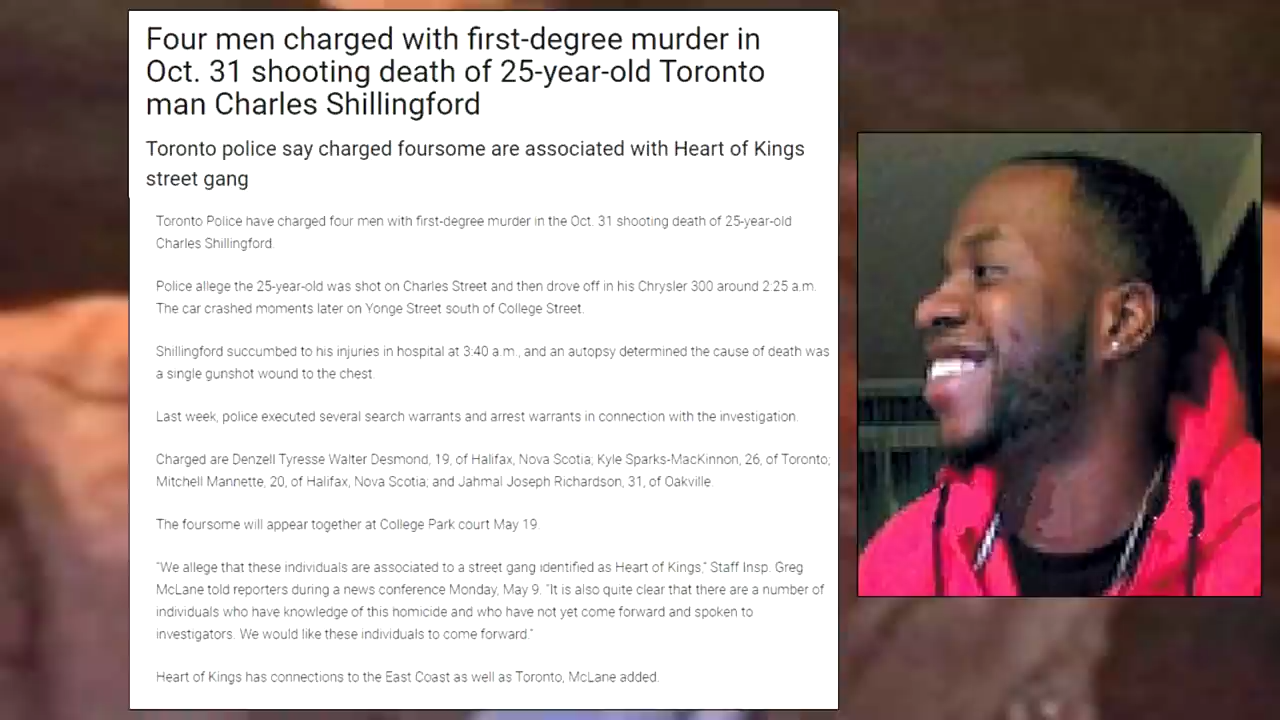 Four men charged with first-degree murder in
Oct. 31 shooting death of 25-year-old Toronto
man Charles Shillingford
Toronto police say charged foursome are associated with Heart of Kings
street gang
Toronto Police have charged four men with first-degree murder in the Oct. 31 shooting death of 25-year-old
Charles Shillingford.
Police allege the 25-year-old was shot on Charles Street and then drove off in his Chrysler 300 around 2:25 a.m.
The car crashed moments later on Yonge Street south of College Street.
Shillingford succumbed to his injuries in hospital at 3:40 a.m., and an autopsy determined the cause of death was
a single gunshot wound to the chest.
Last week, police executed several search warrants and arrest warrants in connection with the investigation.
Charged are Denzell Tyresse Walter Desmond, 19, of Halifax, Nova Scotia; Kyle Sparks-MacKinnon, 26, of Toronto;
Mitchell Mannette, 20, of Halifax, Nova Scotia; and Jahmal Joseph Richardson, 31, of Oakville.
The foursome will appear together at College Park court May 19.
“We allege that these individuals are associated to a street gang identified as Heart of Kings,” Staff Insp. Greg
McLane told reporters during a news conference Monday, May 9. “It is also quite clear that there are a number of
individuals who have knowledge of this homicide and who have not yet come forward and spoken to
investigators. We would like these individuals to come forward.”
Heart of Kings has connections to the East Coast as well as Toronto, McLane added.